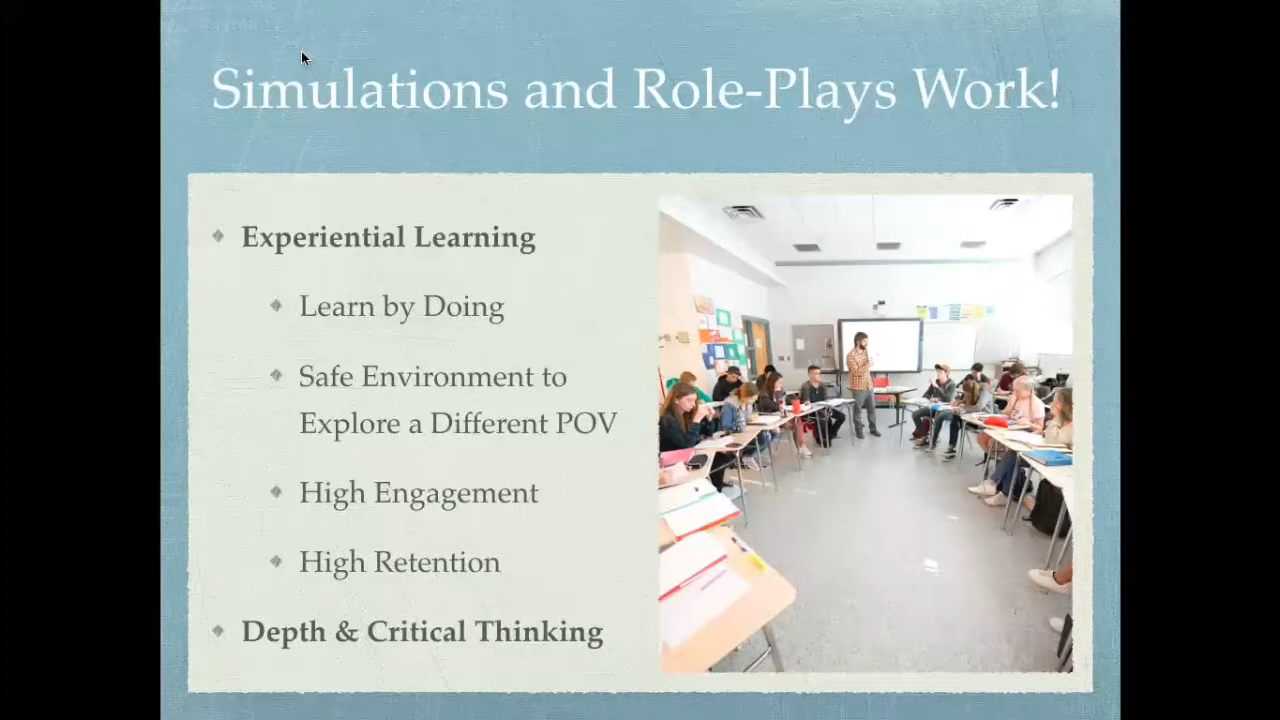 Simulations and Role-Plays Work!
Experiential Learning
Learn by Doing
Safe Environment to
Explore a Different POV
High Engagement
High Retention
Depth & Critical Thinking